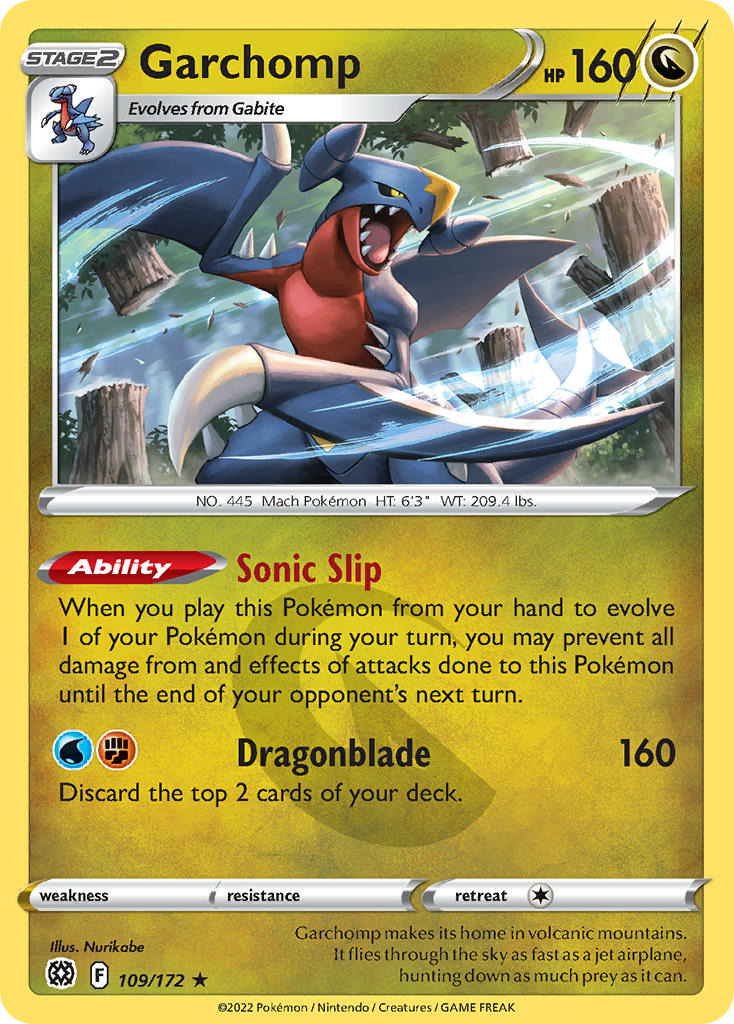 STAGE 2
Garchomp
HP 160
Evolves from Gabite
NO. 445 Mach Pokémon HT: 6'3" WT: 209.4 lbs.
Ability Sonic Slip
When you play this Pokémon from your hand to evolve
1 of your Pokémon during your turn, you may prevent all
damage from and effects of attacks done to this Pokémon
until the end of your opponent's next turn.
Dragonblade 160
Discard the top 2 cards of your deck.
weakness resistance retreat
Illus. Nurikabe
Garchomp makes its home in volcanic mountains.
It flies through the sky as fast as a jet airplane,
hunting down as much prey as it can.
F 109/172 ★
©2022 Pokémon / Nintendo / Creatures / GAME FREAK